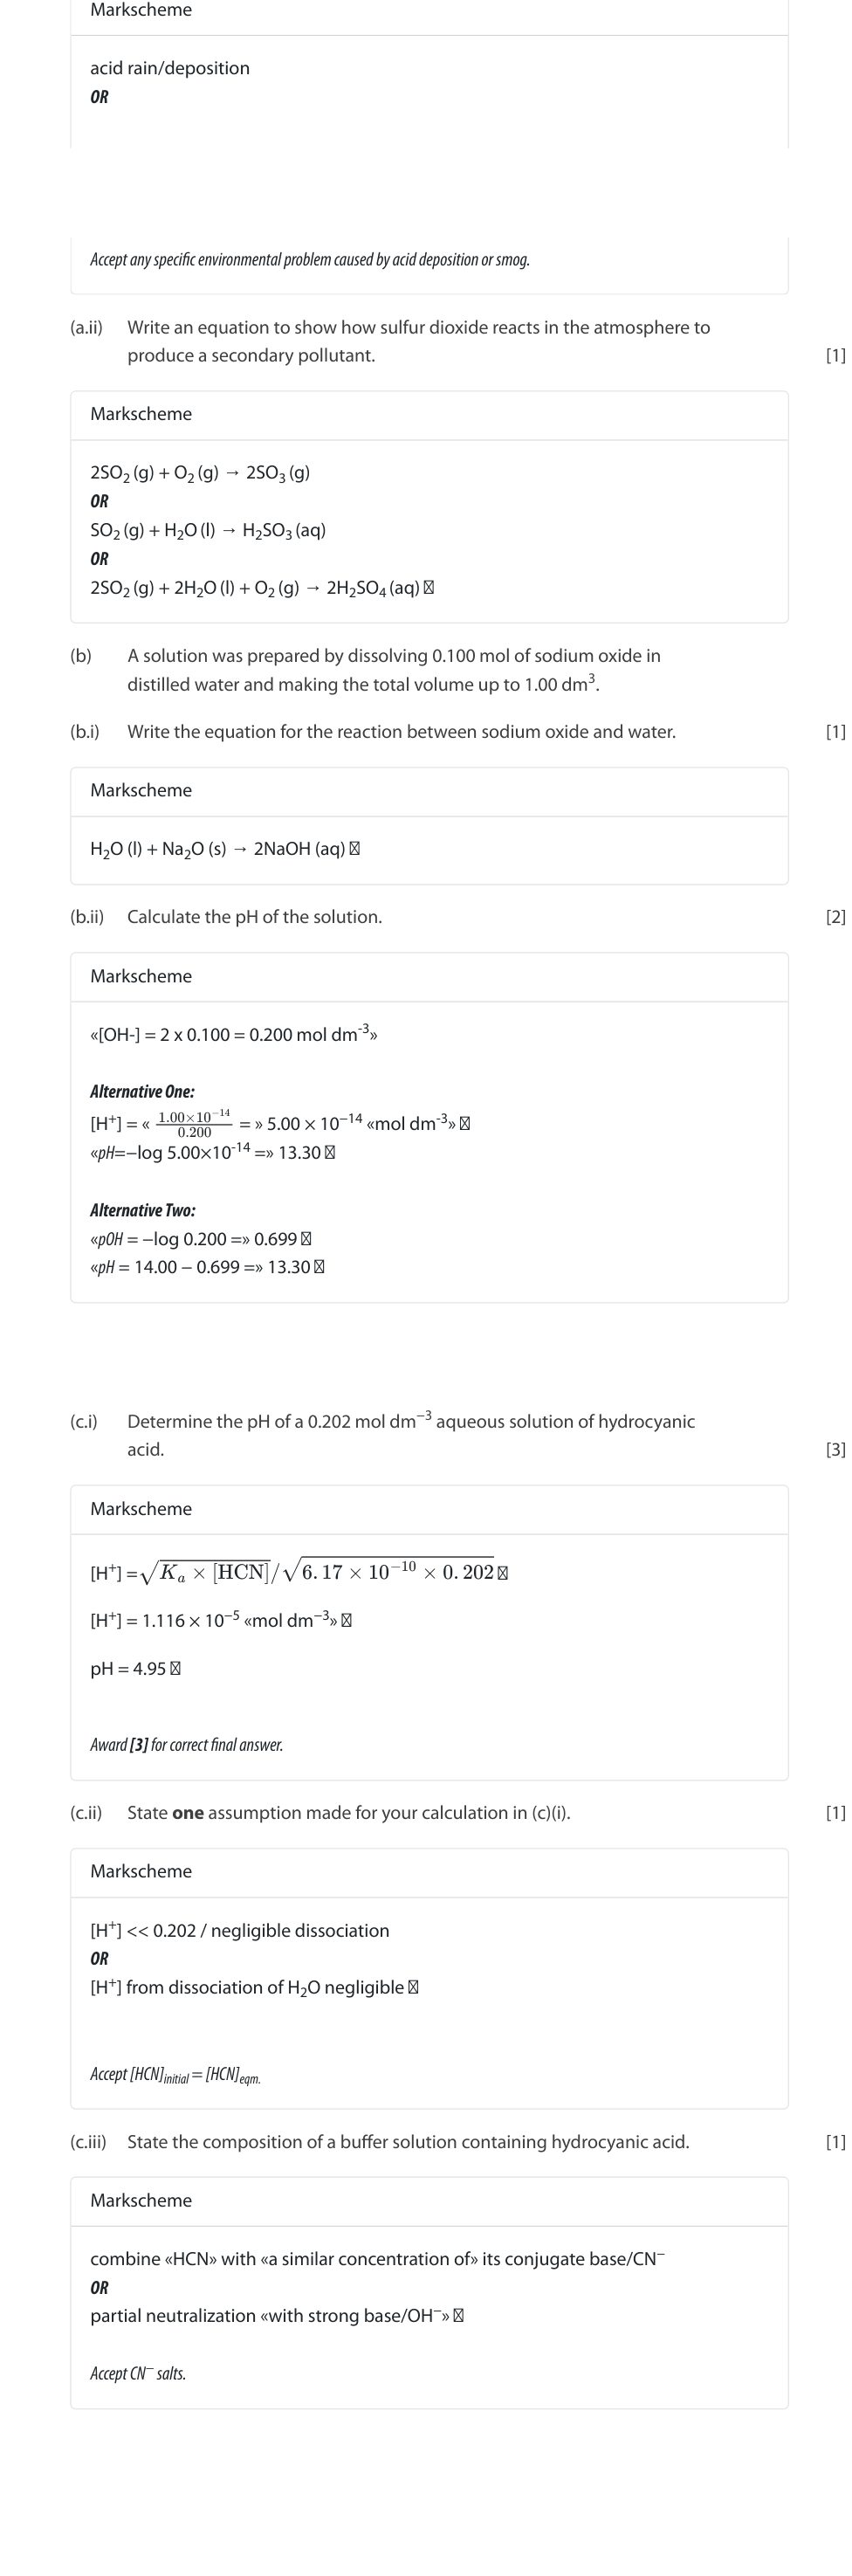 Markscheme
acid rain/deposition
OR
Accept any specific environmental problem caused by acid deposition or smog.
(a.ii) Write an equation to show how sulfur dioxide reacts in the atmosphere to
produce a secondary pollutant. [1]
Markscheme
2SO₂ (g) + O₂ (g) → 2SO₃ (g)
OR
SO₂ (g) + H₂O (l) → H₂SO₃ (aq)
OR
2SO₂ (g) + 2H₂O (l) + O₂ (g) → 2H₂SO₄ (aq)
(b) A solution was prepared by dissolving 0.100 mol of sodium oxide in
distilled water and making the total volume up to 1.00 dm³.
(b.i) Write the equation for the reaction between sodium oxide and water. [1]
Markscheme
H₂O (l) + Na₂O (s) → 2NaOH (aq)
(b.ii) Calculate the pH of the solution. [2]
Markscheme
«[OH-] = 2 x 0.100 = 0.200 mol dm⁻³»
Alternative One:
[H⁺] = « 1.00×10⁻¹⁴/0.200 = » 5.00 × 10⁻¹⁴ «mol dm⁻³»
«pH=−log 5.00×10⁻¹⁴ =» 13.30
Alternative Two:
«pOH = −log 0.200 =» 0.699
«pH = 14.00 − 0.699 =» 13.30
(c.i) Determine the pH of a 0.202 mol dm⁻³ aqueous solution of hydrocyanic
acid. [3]
Markscheme
[H⁺] =√(Kₐ × [HCN])/√(6.17 × 10⁻¹⁰ × 0.202)
[H⁺] = 1.116 × 10⁻⁵ «mol dm⁻³»
pH = 4.95
Award [3] for correct final answer.
(c.ii) State one assumption made for your calculation in (c)(i). [1]
Markscheme
[H⁺] << 0.202 / negligible dissociation
OR
[H⁺] from dissociation of H₂O negligible
Accept [HCN]initial = [HCN]eqm.
(c.iii) State the composition of a buffer solution containing hydrocyanic acid. [1]
Markscheme
combine «HCN» with «a similar concentration of» its conjugate base/CN⁻
OR
partial neutralization «with strong base/OH⁻»
Accept CN⁻ salts.